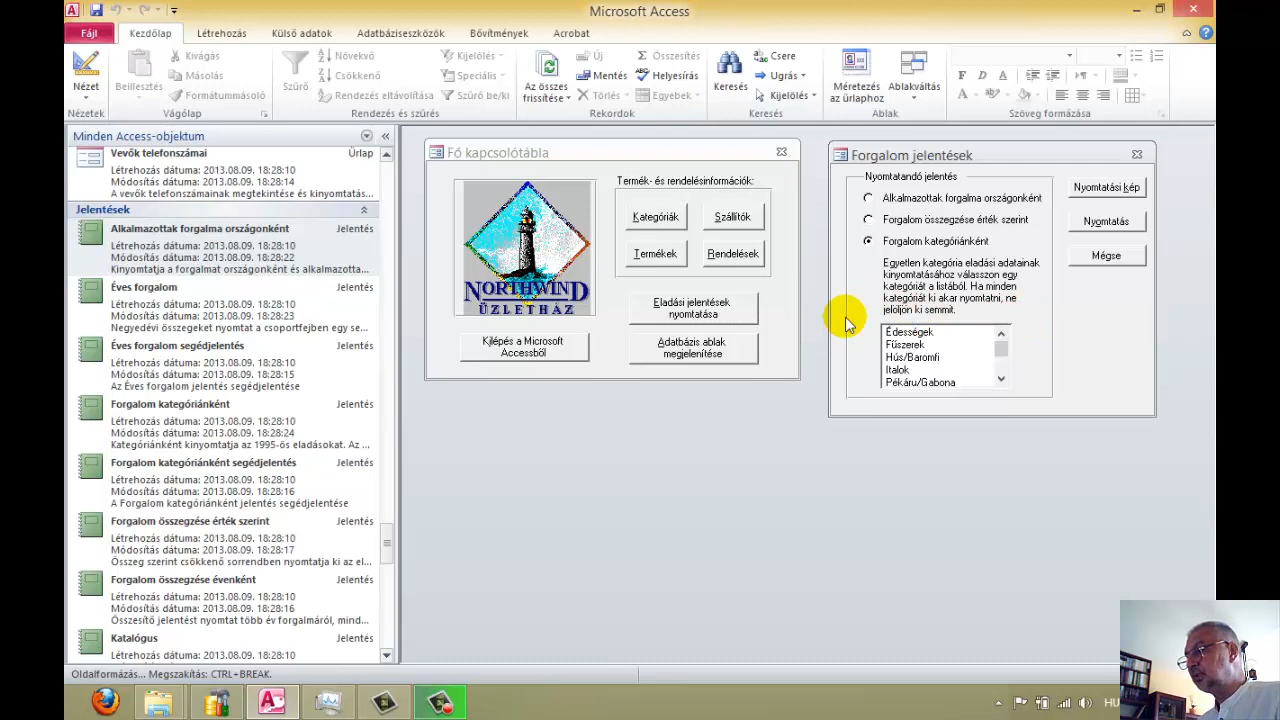 Microsoft Access
Fájl Kezdőlap Létrehozás Külső adatok Adatbáziseszközök Bővítmények Acrobat
Nézet
Nézetek
Beillesztés
Kivágás
Másolás
Formátummásoló
Vágólap
Szűrő
Növekvő
Csökkenő
Rendezés eltávolítása
Kijelölés
Speciális
Szűrő be/ki
Rendezés és szűrés
Az összes
frissítése
Új
Mentés
Törlés
Összesítés
Helyesírás
Egyebek
Rekordok
Keresés
Csere
Ugrás
Kijelölés
Keresés
Méretezés
az űrlaphoz
Ablakváltás
Ablak
F D A
Szöveg formázása
Minden Access-objektum
Vevők telefonszámai Űrlap
Létrehozás dátuma: 2013.08.09. 18:28:10
Módosítás dátuma: 2013.08.09. 18:28:14
A vevők telefonszámainak megtekintése és kinyomtatás...
Jelentések
Alkalmazottak forgalma országonként Jelentés
Létrehozás dátuma: 2013.08.09. 18:28:10
Módosítás dátuma: 2013.08.09. 18:28:22
Kinyomtatja a forgalmat országonként és alkalmazotta...
Éves forgalom Jelentés
Létrehozás dátuma: 2013.08.09. 18:28:10
Módosítás dátuma: 2013.08.09. 18:28:23
Negyedévi összegeket nyomtat a csoportfejben egy se...
Éves forgalom segédjelentés Jelentés
Létrehozás dátuma: 2013.08.09. 18:28:10
Módosítás dátuma: 2013.08.09. 18:28:15
Az Éves forgalom jelentés segédjelentése
Forgalom kategóriánként Jelentés
Létrehozás dátuma: 2013.08.09. 18:28:10
Módosítás dátuma: 2013.08.09. 18:28:24
Kategóriánként kinyomtatja az 1995-ös eladásokat. Az ...
Forgalom kategóriánként segédjelentés Jelentés
Létrehozás dátuma: 2013.08.09. 18:28:10
Módosítás dátuma: 2013.08.09. 18:28:16
A Forgalom kategóriánként jelentés segédjelentése
Forgalom összegzése érték szerint Jelentés
Létrehozás dátuma: 2013.08.09. 18:28:10
Módosítás dátuma: 2013.08.09. 18:28:17
Összeg szerint csökkenő sorrendben nyomtatja ki az el...
Forgalom összegzése évenként Jelentés
Létrehozás dátuma: 2013.08.09. 18:28:10
Módosítás dátuma: 2013.08.09. 18:28:16
Összesítő jelentést nyomtat több év forgalmáról, mind...
Katalógus Jelentés
Létrehozás dátuma: 2013.08.09. 18:28:10
Fő kapcsolótábla
NORTHWIND
ÜZLETHÁZ
Termék- és rendelésinformációk:
Kategóriák Szállítók
Termékek Rendelések
Eladási jelentések
nyomtatása
Kilépés a Microsoft
Accessből
Adatbázis ablak
megjelenítése
Forgalom jelentések
Nyomtatandó jelentés
Alkalmazottak forgalma országonként
Forgalom összegzése érték szerint
Forgalom kategóriánként
Egyetlen kategória eladási adatainak
kinyomtatásához válasszon egy
kategóriát a listából. Ha minden
kategóriát ki akar nyomtatni, ne
jelöljön ki semmit.
Édességek
Fűszerek
Hús/Baromfi
Italok
Pékáru/Gabona
Nyomtatási kép
Nyomtatás
Mégse
Oldalformázás... Megszakítás: CTRL+BREAK.
HU